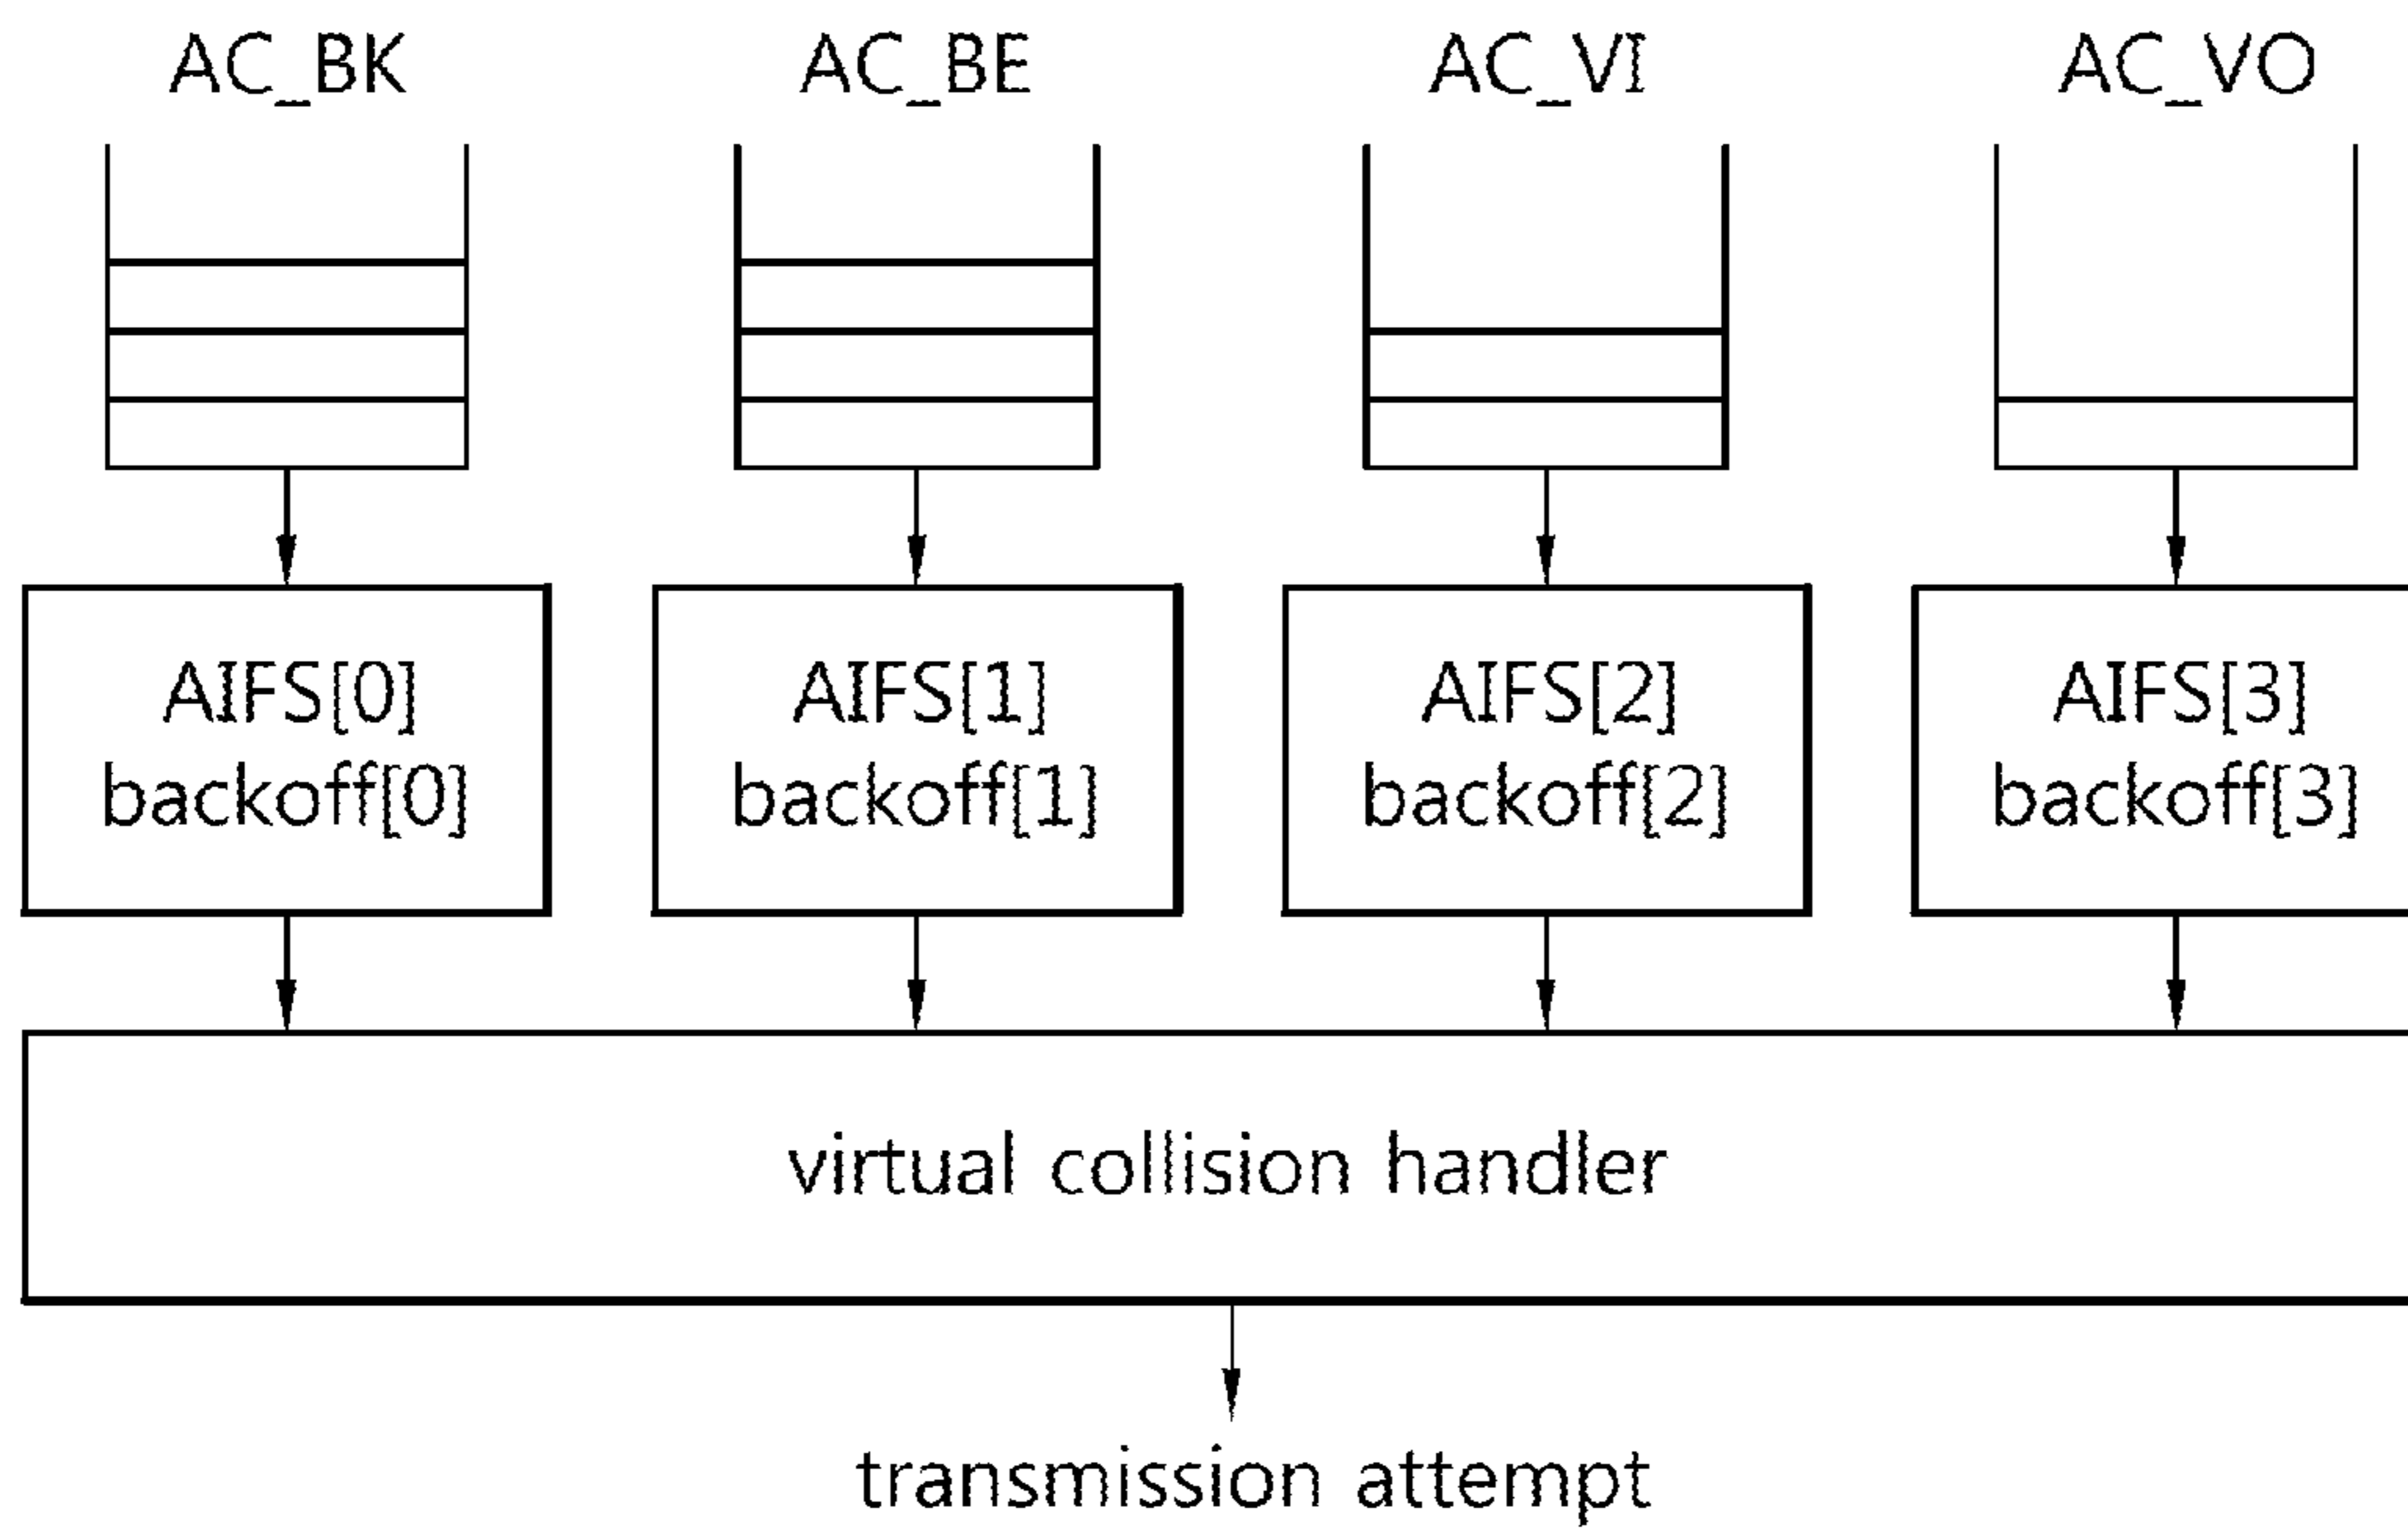 AC_BK AC_BE AC_VI AC_VO
AIFS[0] AIFS[1] AIFS[2] AIFS[3]
backoff[0] backoff[1] backoff[2] backoff[3]
virtual collision handler
transmission attempt